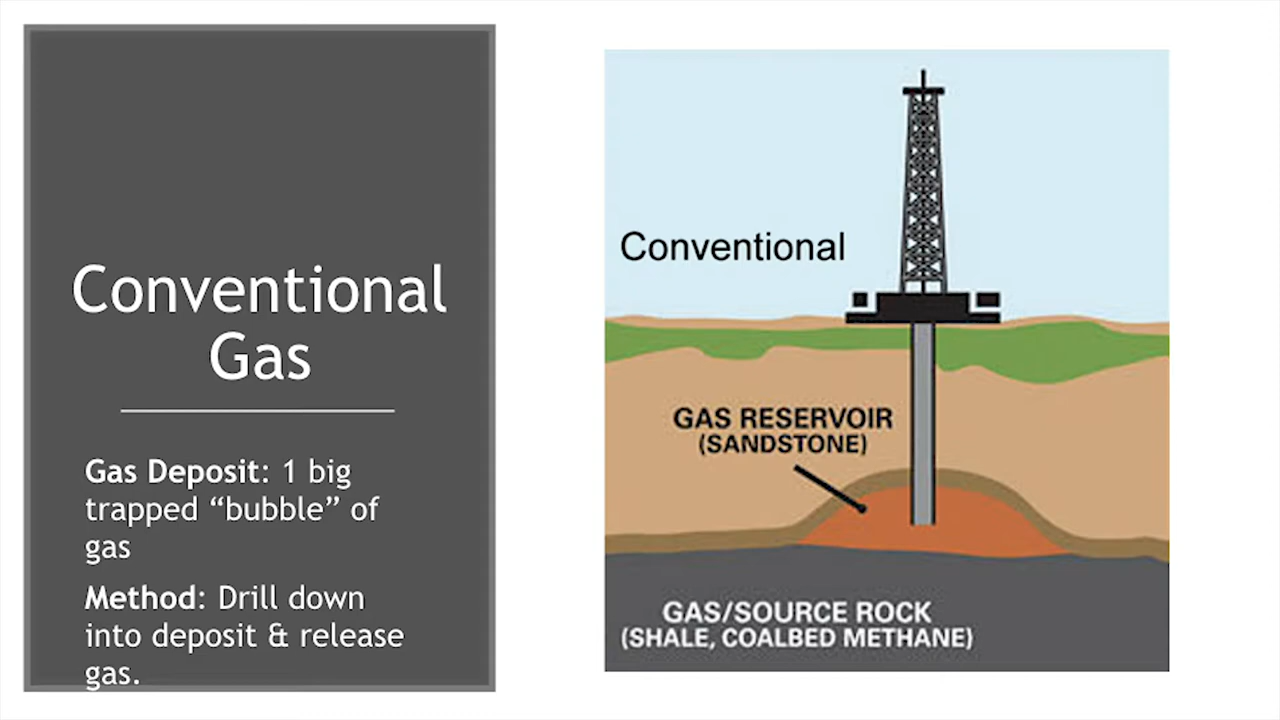 Conventional
Gas
Gas Deposit: 1 big
trapped “bubble” of
gas
Method: Drill down
into deposit & release
gas.
Conventional
GAS RESERVOIR
(SANDSTONE)
GAS/SOURCE ROCK
(SHALE, COALBED METHANE)